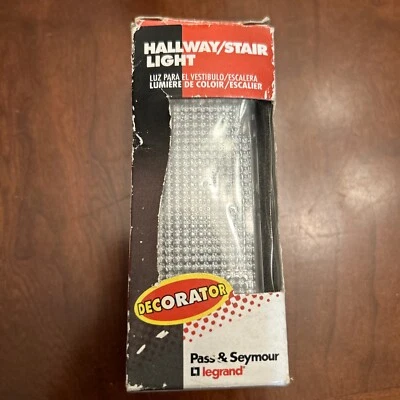 HALLWAY/STAIR
LIGHT
LUZ PARA EL VESTIBULO/ESCALERA
LUMIÈRE DE COLOIR/ESCALIER
DECORATOR
Pass & Seymour
legrand®